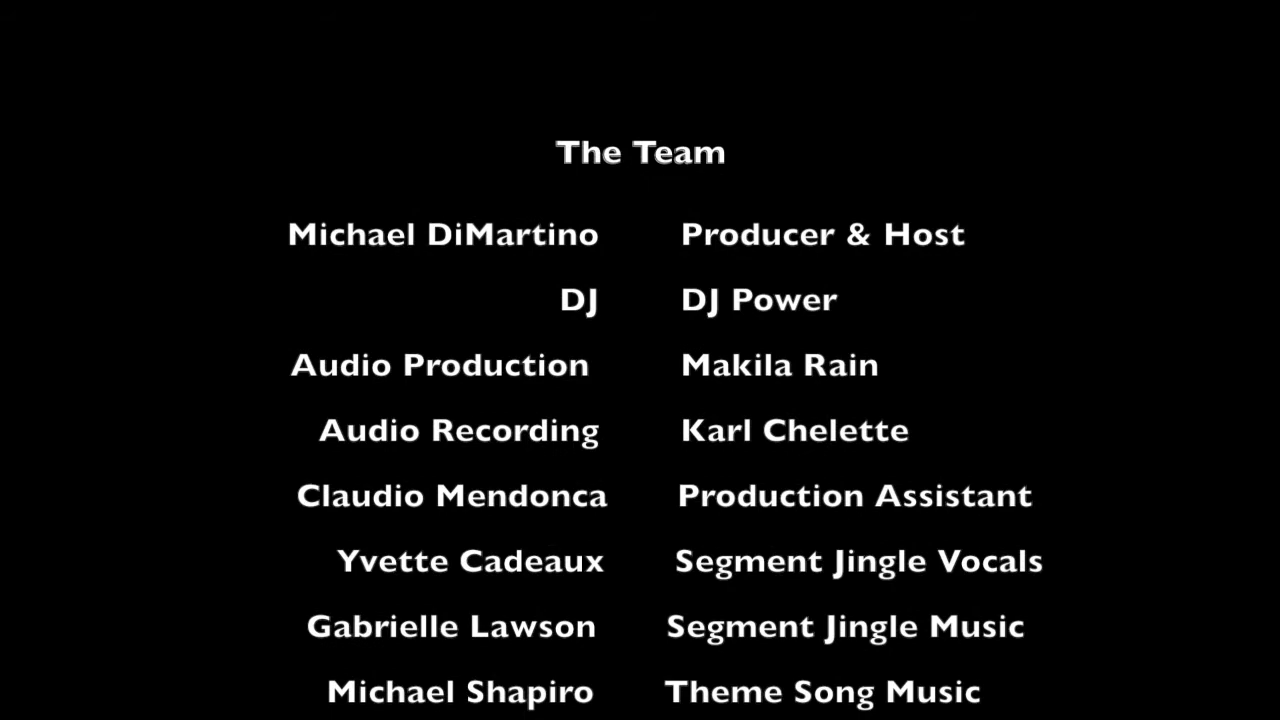 The Team
Michael DiMartino Producer & Host
DJ DJ Power
Audio Production Makila Rain
Audio Recording Karl Chelette
Claudio Mendonca Production Assistant
Yvette Cadeaux Segment Jingle Vocals
Gabrielle Lawson Segment Jingle Music
Michael Shapiro Theme Song Music